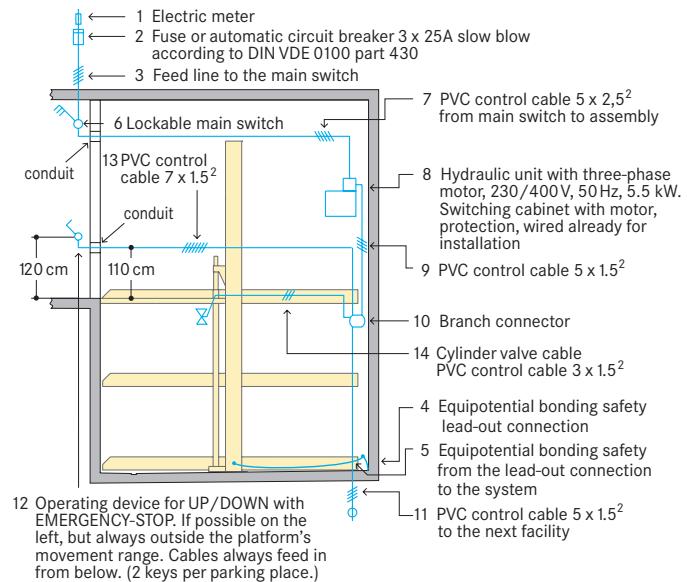 1 Electric meter
2 Fuse or automatic circuit breaker 3 x 25A slow blow
according to DIN VDE 0100 part 430
3 Feed line to the main switch
6 Lockable main switch
7 PVC control cable 5 x 2,5²
from main switch to assembly
conduit
13 PVC control
cable 7 x 1.5²
8 Hydraulic unit with three-phase
motor, 230/400 V, 50 Hz, 5.5 kW.
Switching cabinet with motor,
protection, wired already for
installation
conduit
120 cm
110 cm
9 PVC control cable 5 x 1.5²
10 Branch connector
14 Cylinder valve cable
PVC control cable 3 x 1.5²
4 Equipotential bonding safety
lead-out connection
5 Equipotential bonding safety
from the lead-out connection
to the system
11 PVC control cable 5 x 1.5²
to the next facility
12 Operating device for UP/DOWN with
EMERGENCY-STOP. If possible on the
left, but always outside the platform's
movement range. Cables always feed in
from below. (2 keys per parking place.)